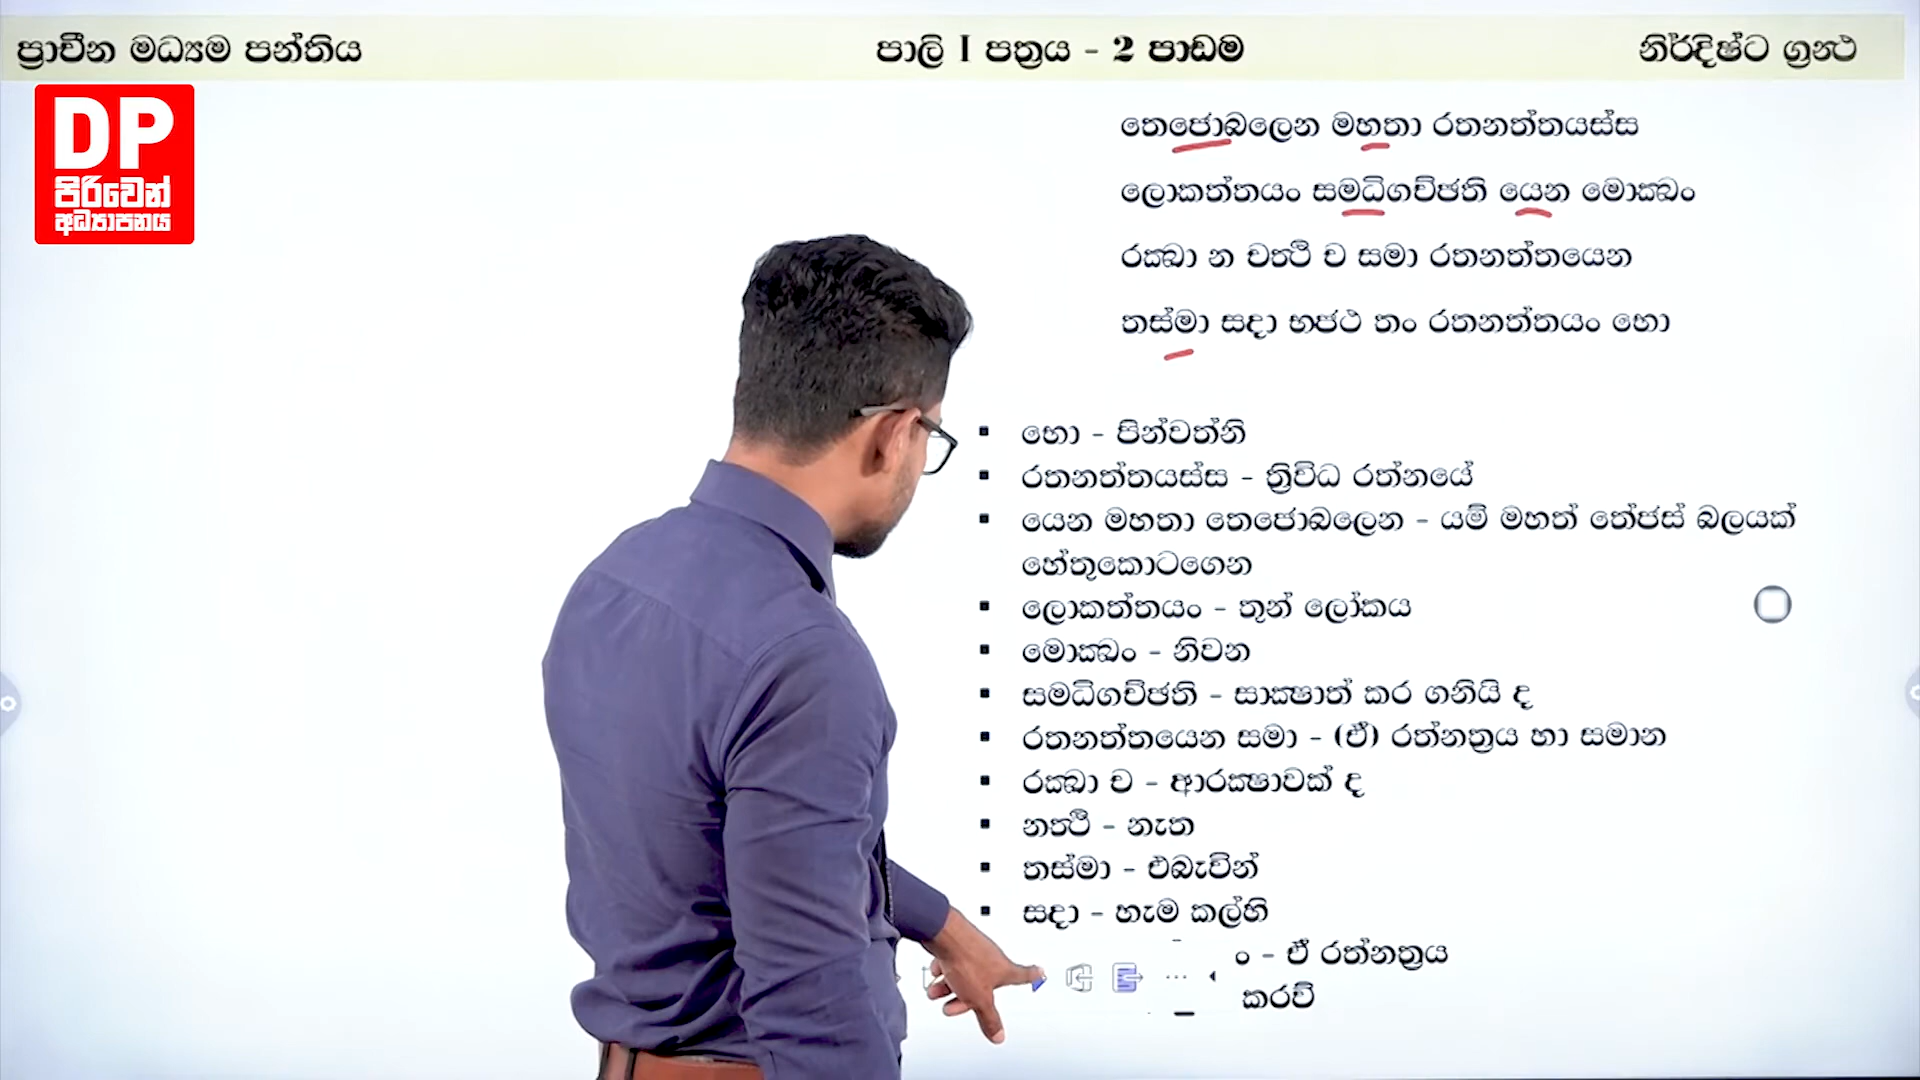 ප්‍රාචීන මධ්‍යම පන්තිය
පාලි I පත්‍රය - 2 පාඩම
නිර්දිෂ්ට ග්‍රන්ථ
DP
පිරිවෙන්
අධ්‍යාපනය
තෙජොබලෙන මහතා රතනත්තයස්ස
ලොකත්තයං සමධිගච්ඡති යෙන මොක්ඛං
රක්ඛා න චත්ථි ච සමා රතනත්තයෙන
තස්මා සදා භජථ තං රතනත්තයං භො
▪ භො - පින්වත්නි
▪ රතනත්තයස්ස - ත්‍රිවිධ රත්නයේ
▪ යෙන මහතා තෙජොබලෙන - යම් මහත් තේජස් බලයක්
හේතුකොටගෙන
▪ ලොකත්තයං - තුන් ලෝකය
▪ මොක්ඛං - නිවන
▪ සමධිගච්ඡති - සාක්ෂාත් කර ගනියි ද
▪ රතනත්තයෙන සමා - (ඒ) රත්නත්‍රය හා සමාන
▪ රක්ඛා ච - ආරක්ෂාවක් ද
▪ නත්ථි - නැත
▪ තස්මා - එබැවින්
▪ සදා - හැම කල්හි
ං - ඒ රත්නත්‍රය
කරව්